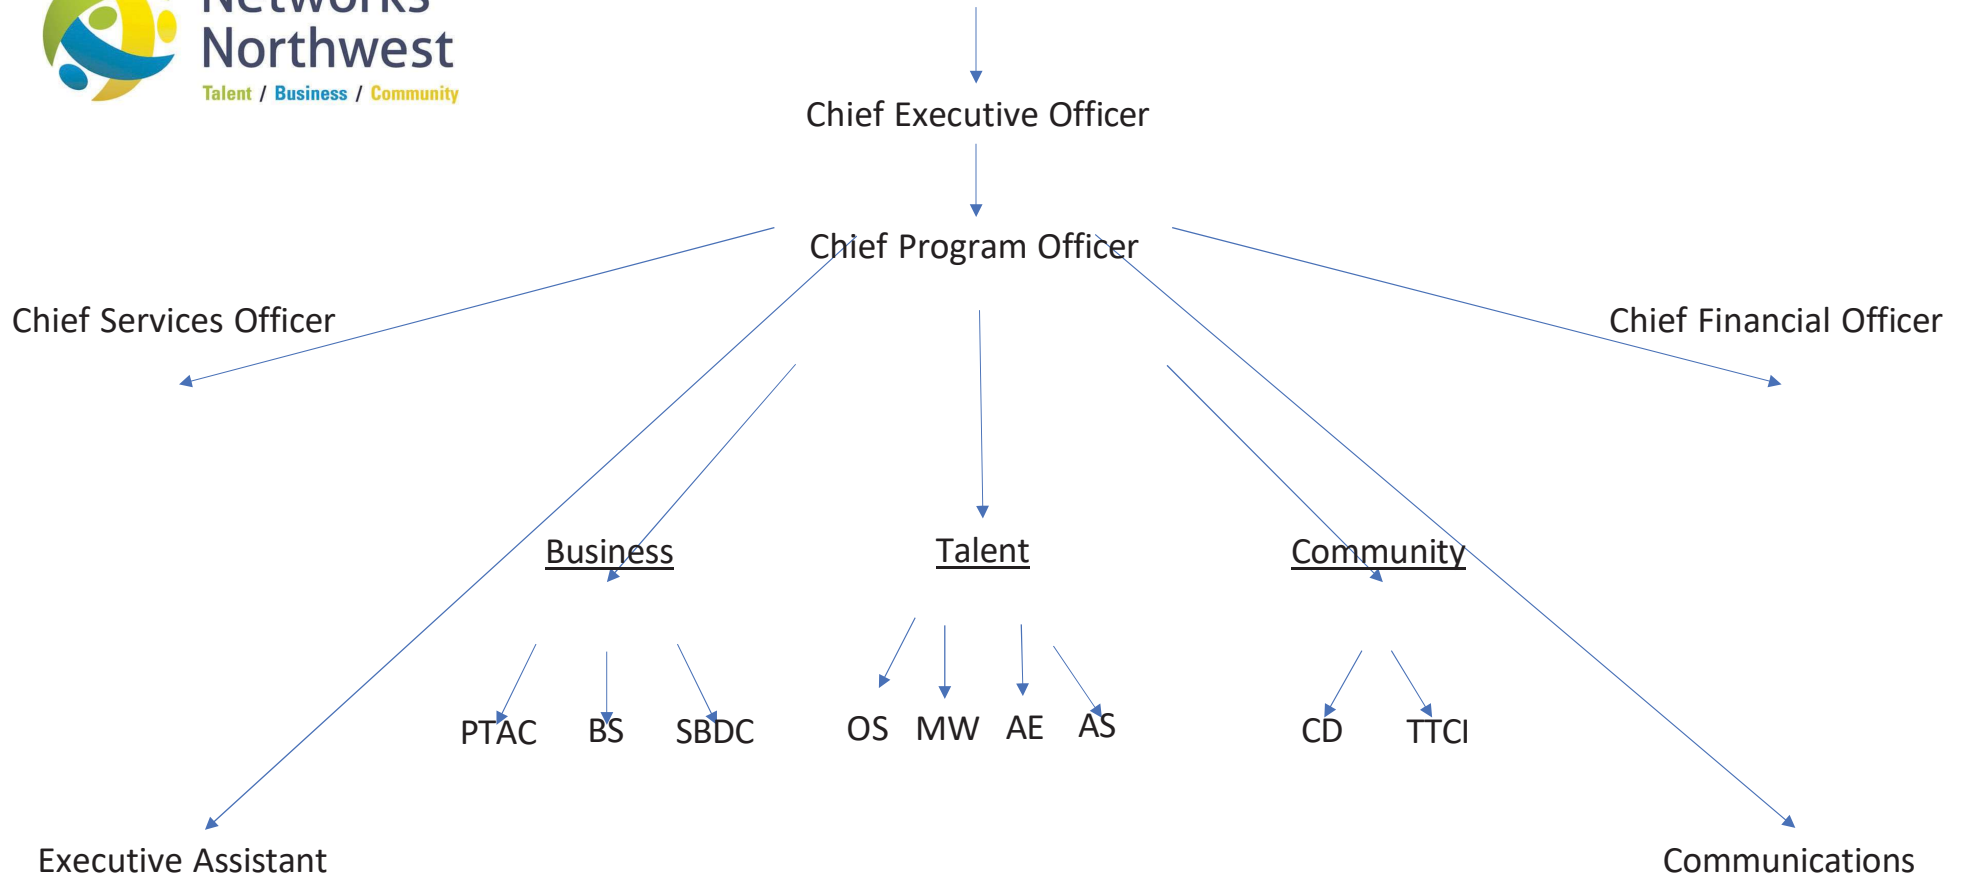 Networks
Northwest
Talent / Business / Community
Chief Executive Officer
Chief Program Officer
Chief Services Officer
Chief Financial Officer
Business
Talent
Community
PTAC BS SBDC OS MW AE AS CD TTCI
Executive Assistant
Communications